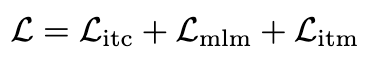 ℒ = ℒ_itc + ℒ_mlm + ℒ_itm